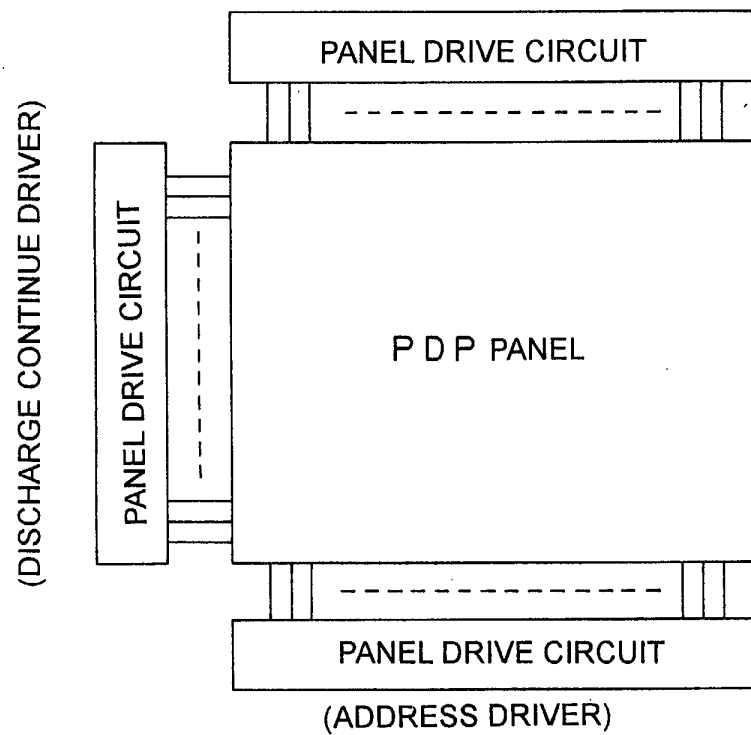 PANEL DRIVE CIRCUIT
(DISCHARGE CONTINUE DRIVER)
PANEL DRIVE CIRCUIT
P D P PANEL
PANEL DRIVE CIRCUIT
(ADDRESS DRIVER)